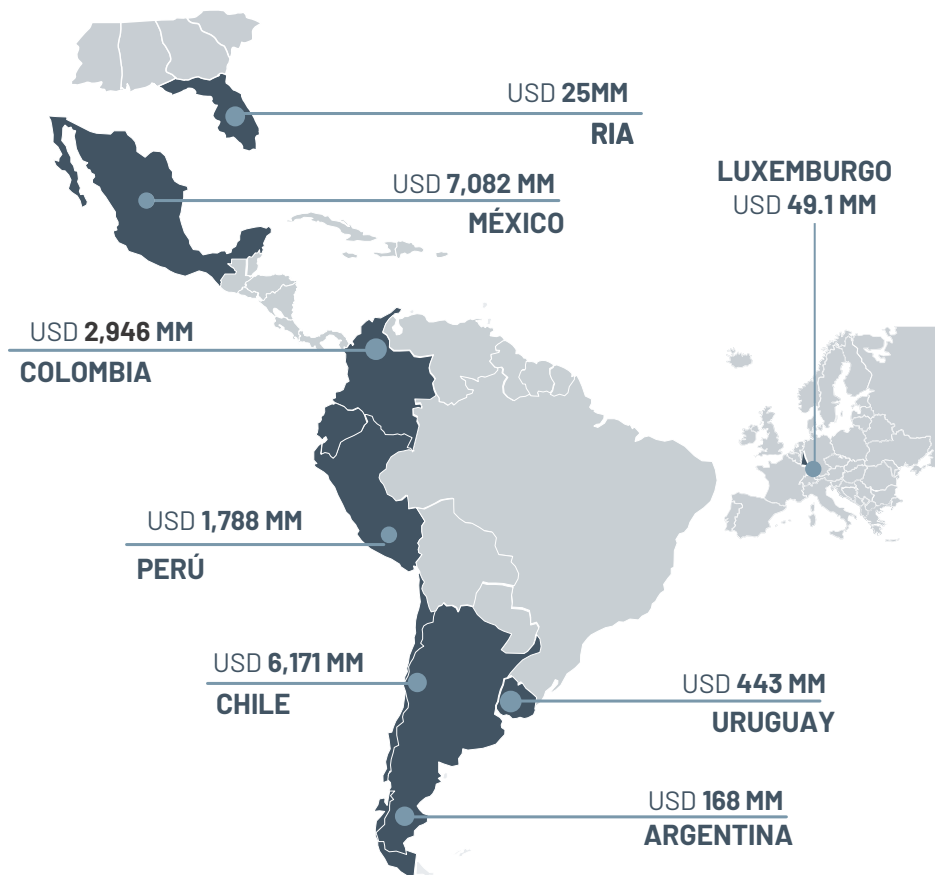 USD 25MM
RIA
USD 7,082 MM
MÉXICO
LUXEMBURGO
USD 49.1 MM
USD 2,946 MM
COLOMBIA
USD 1,788 MM
PERÚ
USD 6,171 MM
CHILE
USD 443 MM
URUGUAY
USD 168 MM
ARGENTINA